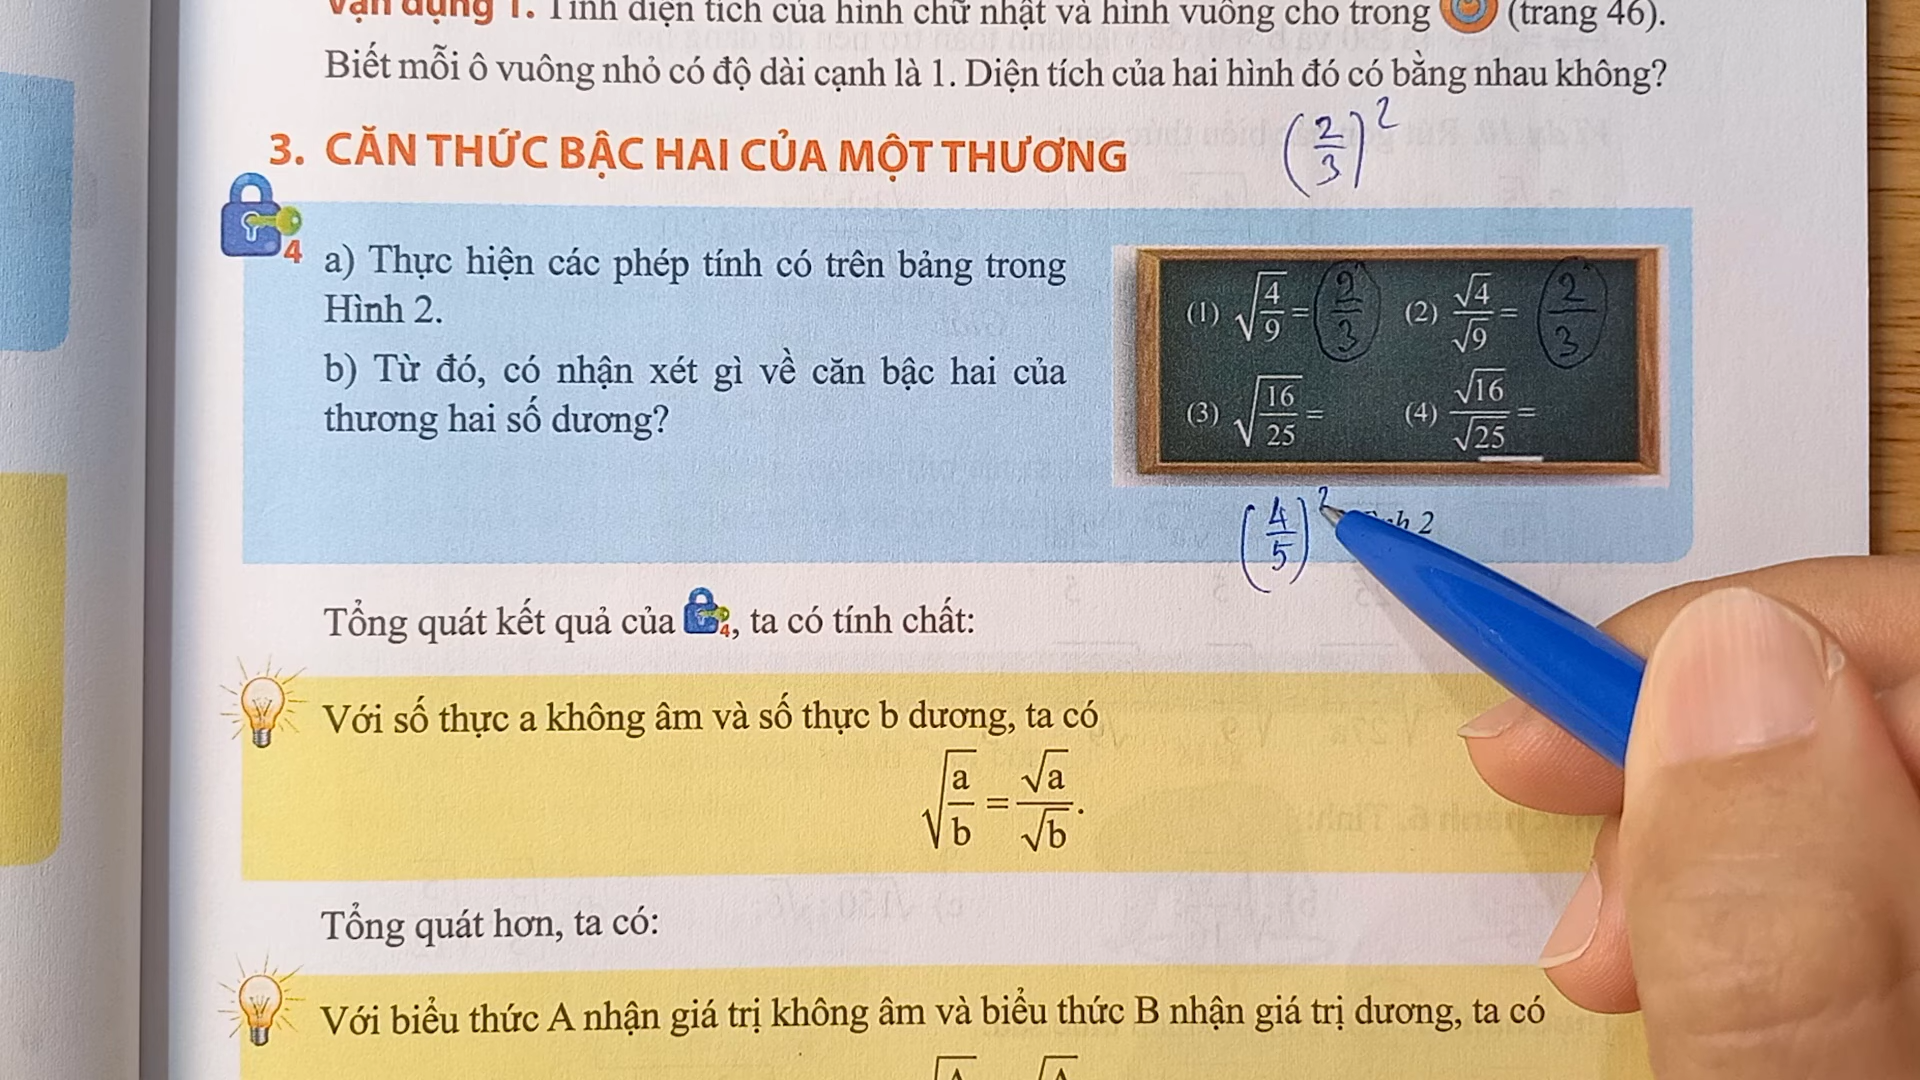 Vận dụng 1. Tính diện tích của hình chữ nhật và hình vuông cho trong (trang 46).
Biết mỗi ô vuông nhỏ có độ dài cạnh là 1. Diện tích của hai hình đó có bằng nhau không?
3. CĂN THỨC BẬC HAI CỦA MỘT THƯƠNG
(2/3)²
4
a) Thực hiện các phép tính có trên bảng trong
Hình 2.
b) Từ đó, có nhận xét gì về căn bậc hai của
thương hai số dương?
(1) √(4/9) = 2/3 (2) √4/√9 = 2/3
(3) √(16/25) = (4) √16/√25 =
(4/5)²
2
Tổng quát kết quả của 4, ta có tính chất:
Với số thực a không âm và số thực b dương, ta có
√(a/b) = √a/√b.
Tổng quát hơn, ta có:
Với biểu thức A nhận giá trị không âm và biểu thức B nhận giá trị dương, ta có